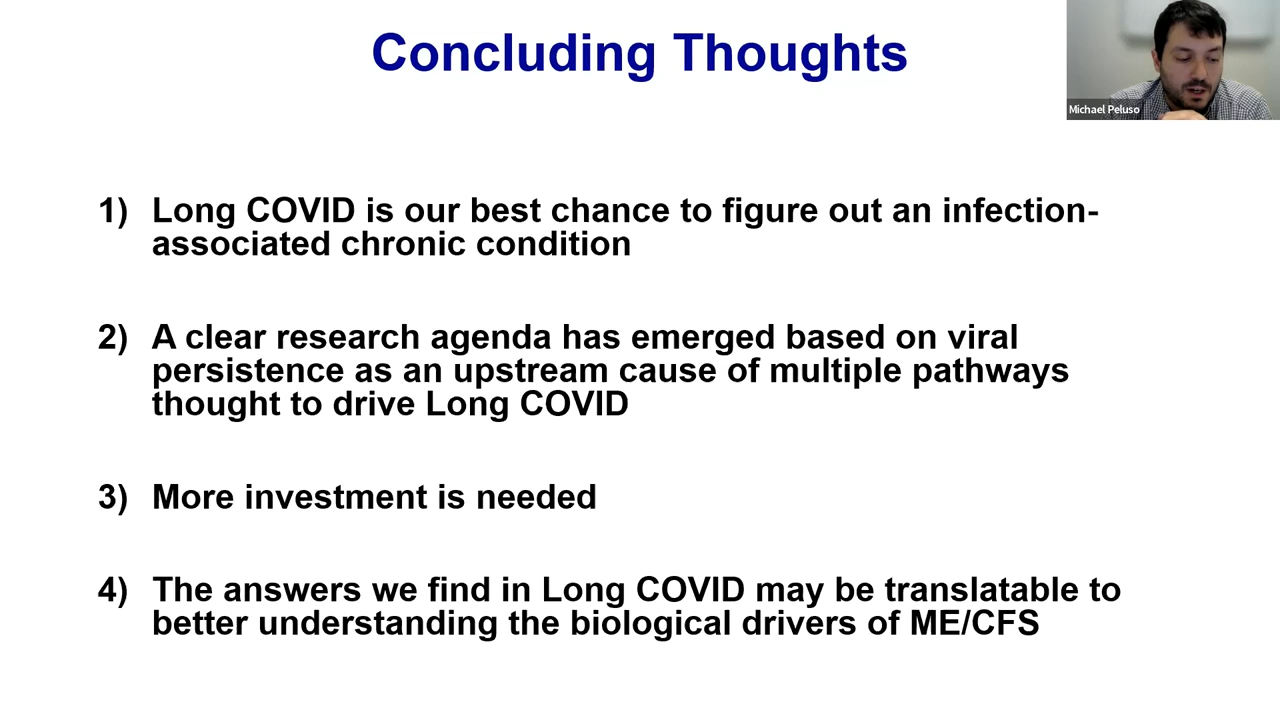 Concluding Thoughts
Michael Peluso
1) Long COVID is our best chance to figure out an infection-
associated chronic condition
2) A clear research agenda has emerged based on viral
persistence as an upstream cause of multiple pathways
thought to drive Long COVID
3) More investment is needed
4) The answers we find in Long COVID may be translatable to
better understanding the biological drivers of ME/CFS